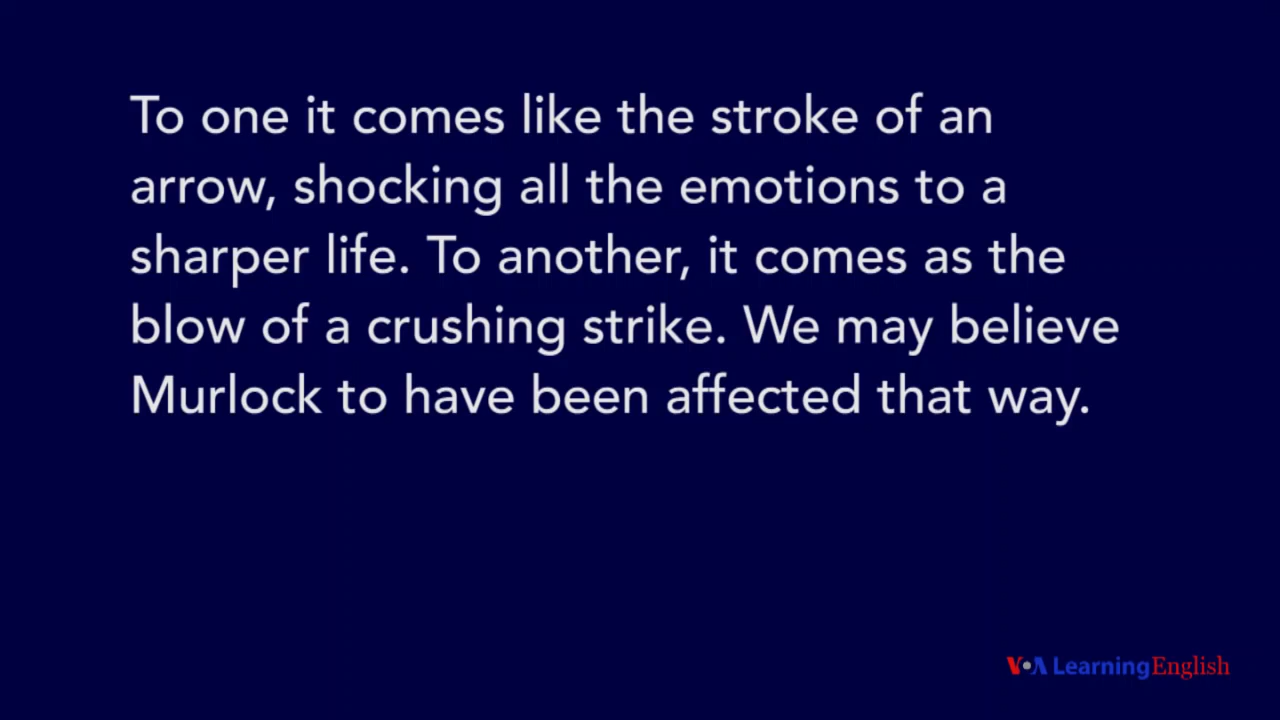 To one it comes like the stroke of an
arrow, shocking all the emotions to a
sharper life. To another, it comes as the
blow of a crushing strike. We may believe
Murlock to have been affected that way.
VOA Learning English